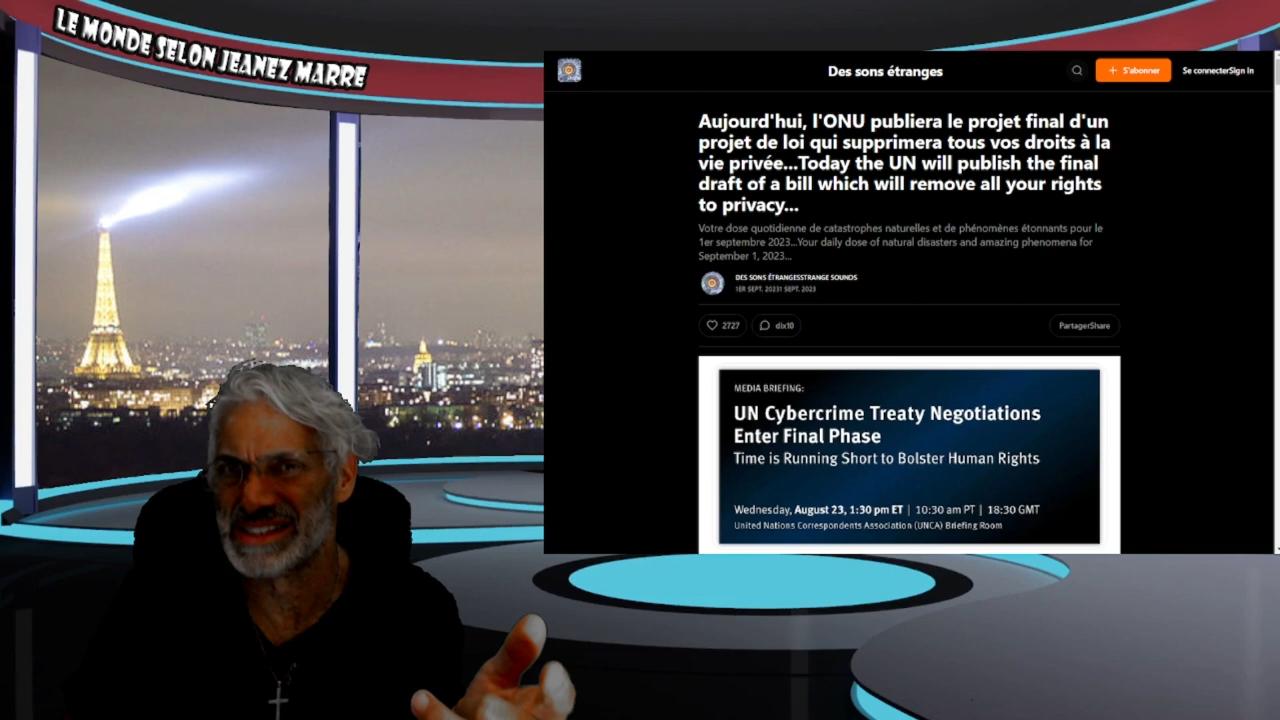 LE MONDE SELON JEANEZ MARRE
Des sons étranges
S'abonner
Se connecterSign in
Aujourd'hui, l'ONU publiera le projet final d'un
projet de loi qui supprimera tous vos droits à la
vie privée...Today the UN will publish the final
draft of a bill which will remove all your rights
to privacy...
Votre dose quotidienne de catastrophes naturelles et de phénomènes étonnants pour le
1er septembre 2023...Your daily dose of natural disasters and amazing phenomena for
September 1, 2023...
DES SONS ÉTRANGESSTRANGE SOUNDS
1ER SEPT. 20231 SEPT. 2023
2727
dix10
PartagerShare
MEDIA BRIEFING:
UN Cybercrime Treaty Negotiations
Enter Final Phase
Time is Running Short to Bolster Human Rights
Wednesday, August 23, 1:30 pm ET | 10:30 am PT | 18:30 GMT
United Nations Correspondents Association (UNCA) Briefing Room